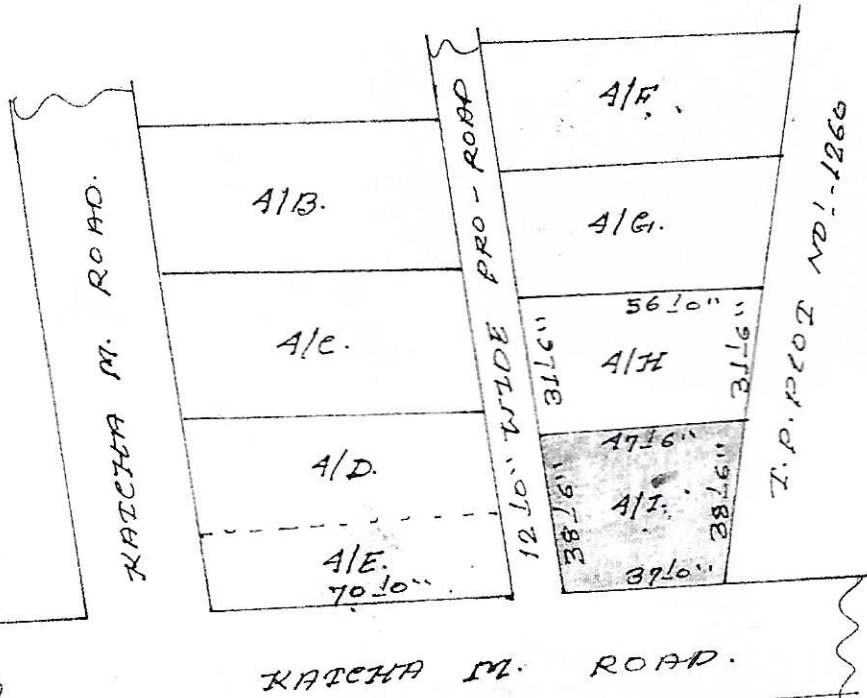 KATCHA M. ROAD.
A/B.
A/C.
A/D.
A/E.
70'-0"
12'-0" WIDE PRO-ROAD
A/F.
A/G.
56'-0"
31'-6"
A/H
31'-6"
47'-6"
38'-6"
A/I.
38'-6"
37'-0"
I.P. PLOT NO:-1260
KATCHA M. ROAD.